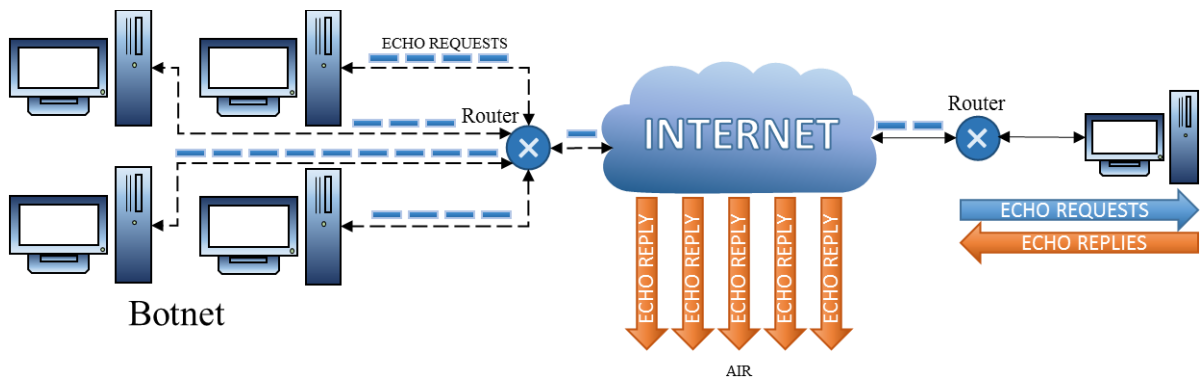 ECHO REQUESTS
Router
Botnet
INTERNET
ECHO REPLY
ECHO REPLY
ECHO REPLY
ECHO REPLY
ECHO REPLY
AIR
Router
ECHO REQUESTS
ECHO REPLIES